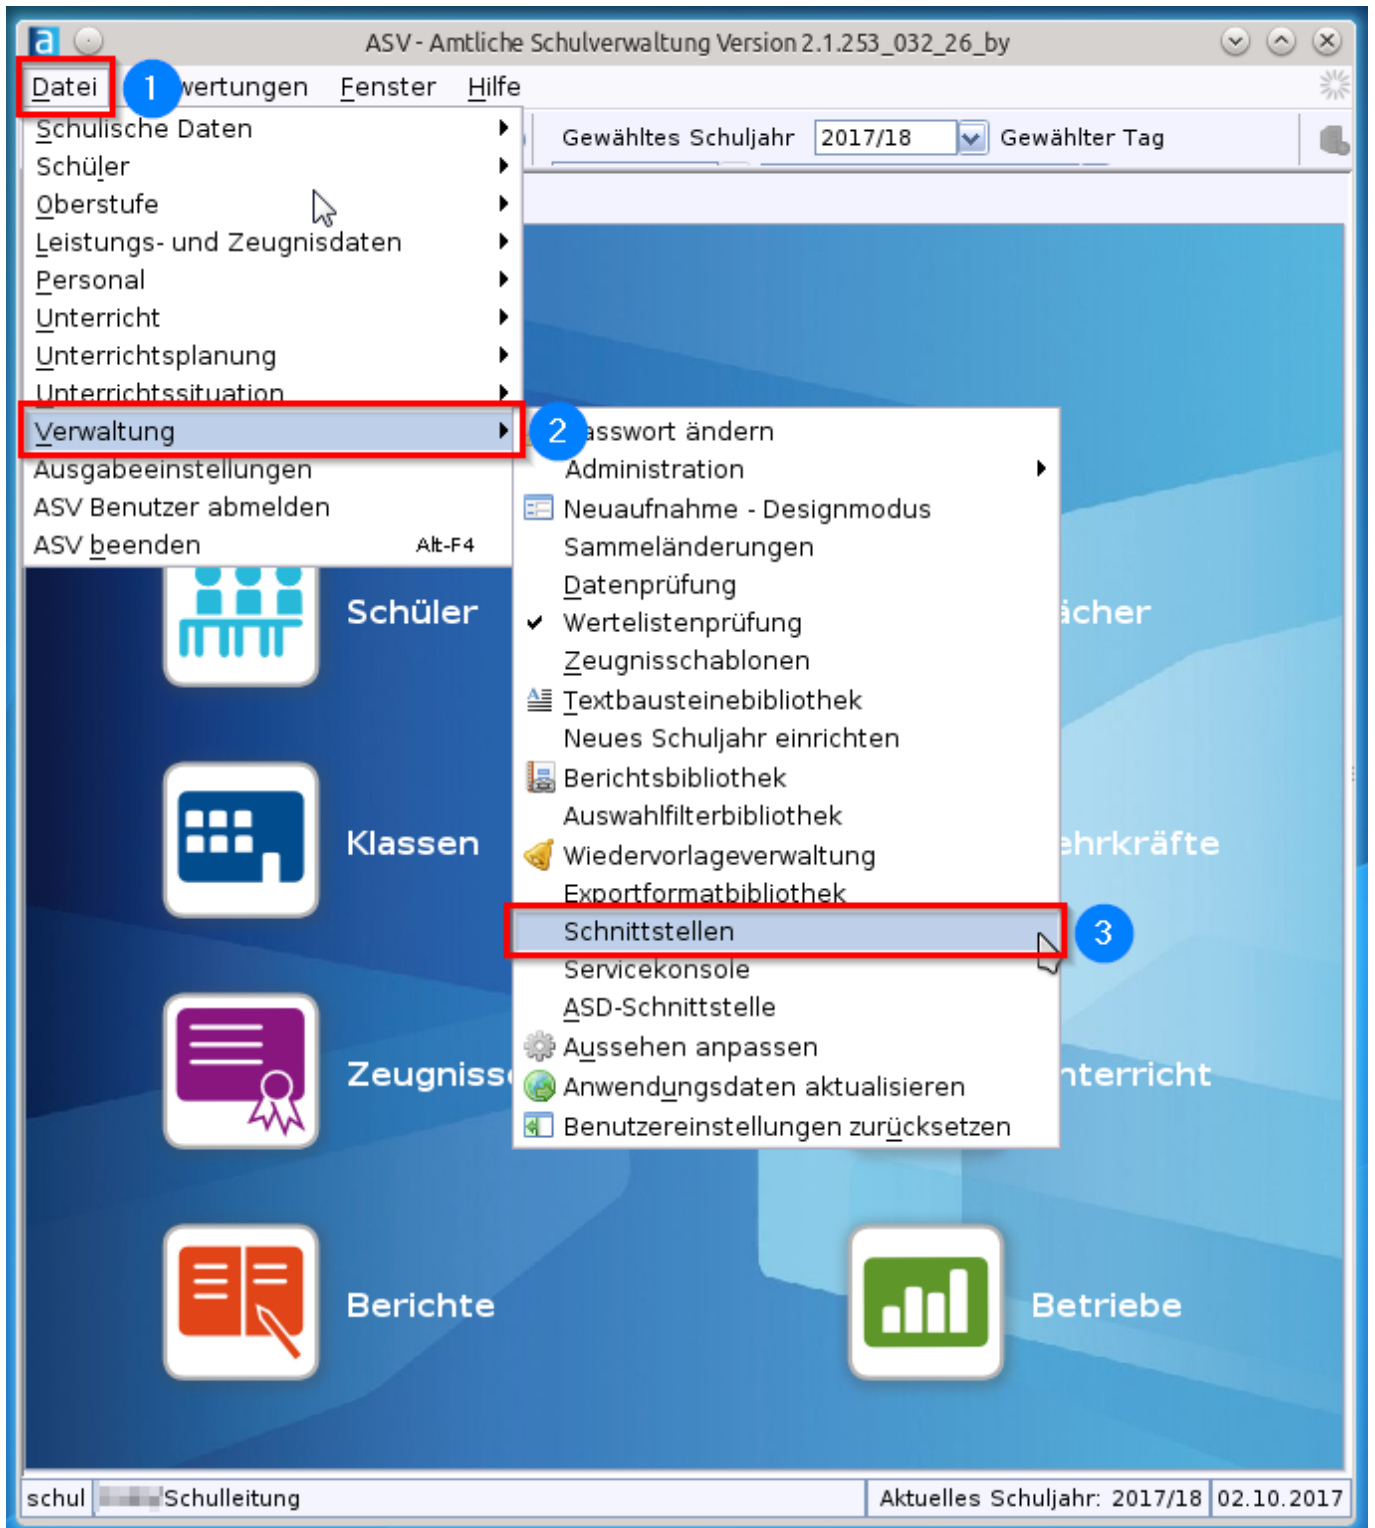 a
ASV - Amtliche Schulverwaltung Version 2.1.253_032_26_by
Datei 1 wertungen Fenster Hilfe
Gewähltes Schuljahr 2017/18 Gewählter Tag
Schulische Daten
Schüler
Oberstufe
Leistungs- und Zeugnisdaten
Personal
Unterricht
Unterrichtsplanung
Unterrichtssituation
Verwaltung 2
Ausgabeeinstellungen
ASV Benutzer abmelden
ASV beenden Alt-F4
asswort ändern
Administration
Neuaufnahme - Designmodus
Sammeländerungen
Datenprüfung
Wertelistenprüfung
Zeugnisschablonen
Textbausteinebibliothek
Neues Schuljahr einrichten
Berichtsbibliothek
Auswahlfilterbibliothek
Wiedervorlageverwaltung
Exportformatbibliothek
Schnittstellen 3
Servicekonsole
ASD-Schnittstelle
Aussehen anpassen
Anwendungsdaten aktualisieren
Benutzereinstellungen zurücksetzen
Schüler
ächer
Klassen
ehrkräfte
Zeugniss
nterricht
Berichte
Betriebe
schul Schulleitung Aktuelles Schuljahr: 2017/18 02.10.2017